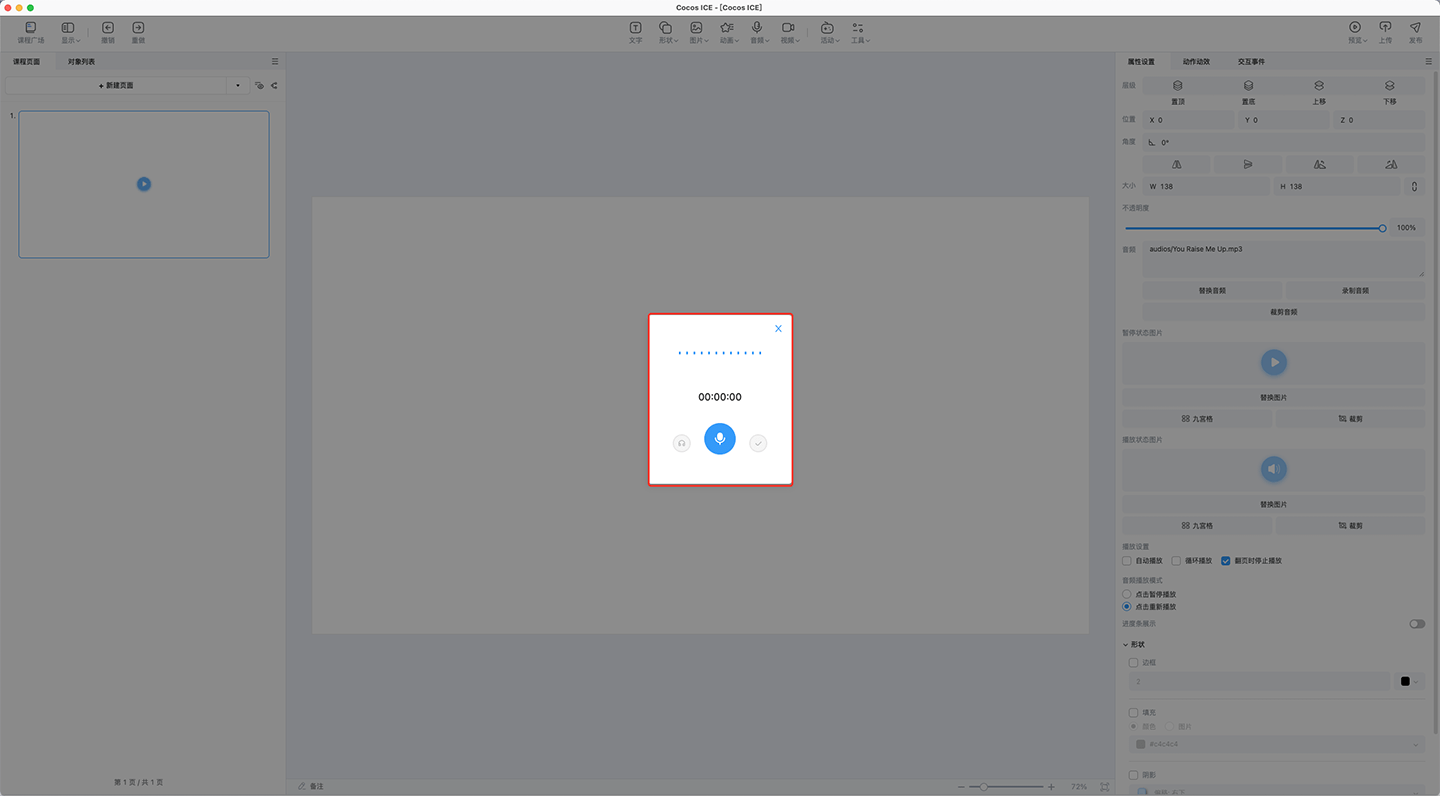 Cocos ICE - [Cocos ICE]
课程广场 显示 撤销 重做 文字 形状 图片 动画 音频 视频 活动 工具 预览 上传 发布
课程页面 对象列表
+ 新建页面
1.
第 1 页 / 共 1 页
00:00:00
备注
72%
属性设置 动作动效 交互事件
层级
置顶 置底 上移 下移
位置 X 0 Y 0 Z 0
角度 0°
大小 W 138 H 138
不透明度
100%
音频 audios/You Raise Me Up.mp3
替换音频 录制音频
裁剪音频
暂停状态图片
替换图片
九宫格 裁剪
播放状态图片
替换图片
九宫格 裁剪
播放设置
自动播放 循环播放 翻页时停止播放
音频播放模式
点击暂停播放
点击重新播放
进度条展示
形状
边框
2
填充
颜色 图片
#c4c4c4
阴影